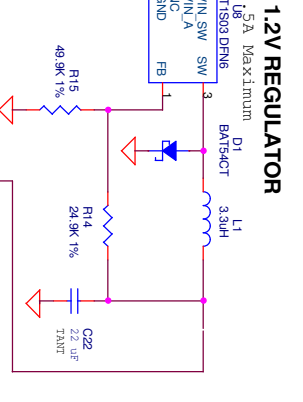 1.2V REGULATOR
.5A Maximum
U8
T1S03 DFN6
VIN_SW
SW
VIN_A
NC
GND
FB
3
1
D1
BAT54CT
L1
3.3uH
R15
49.9K 1%
R14
24.9K 1%
C22
22 uF
TANT